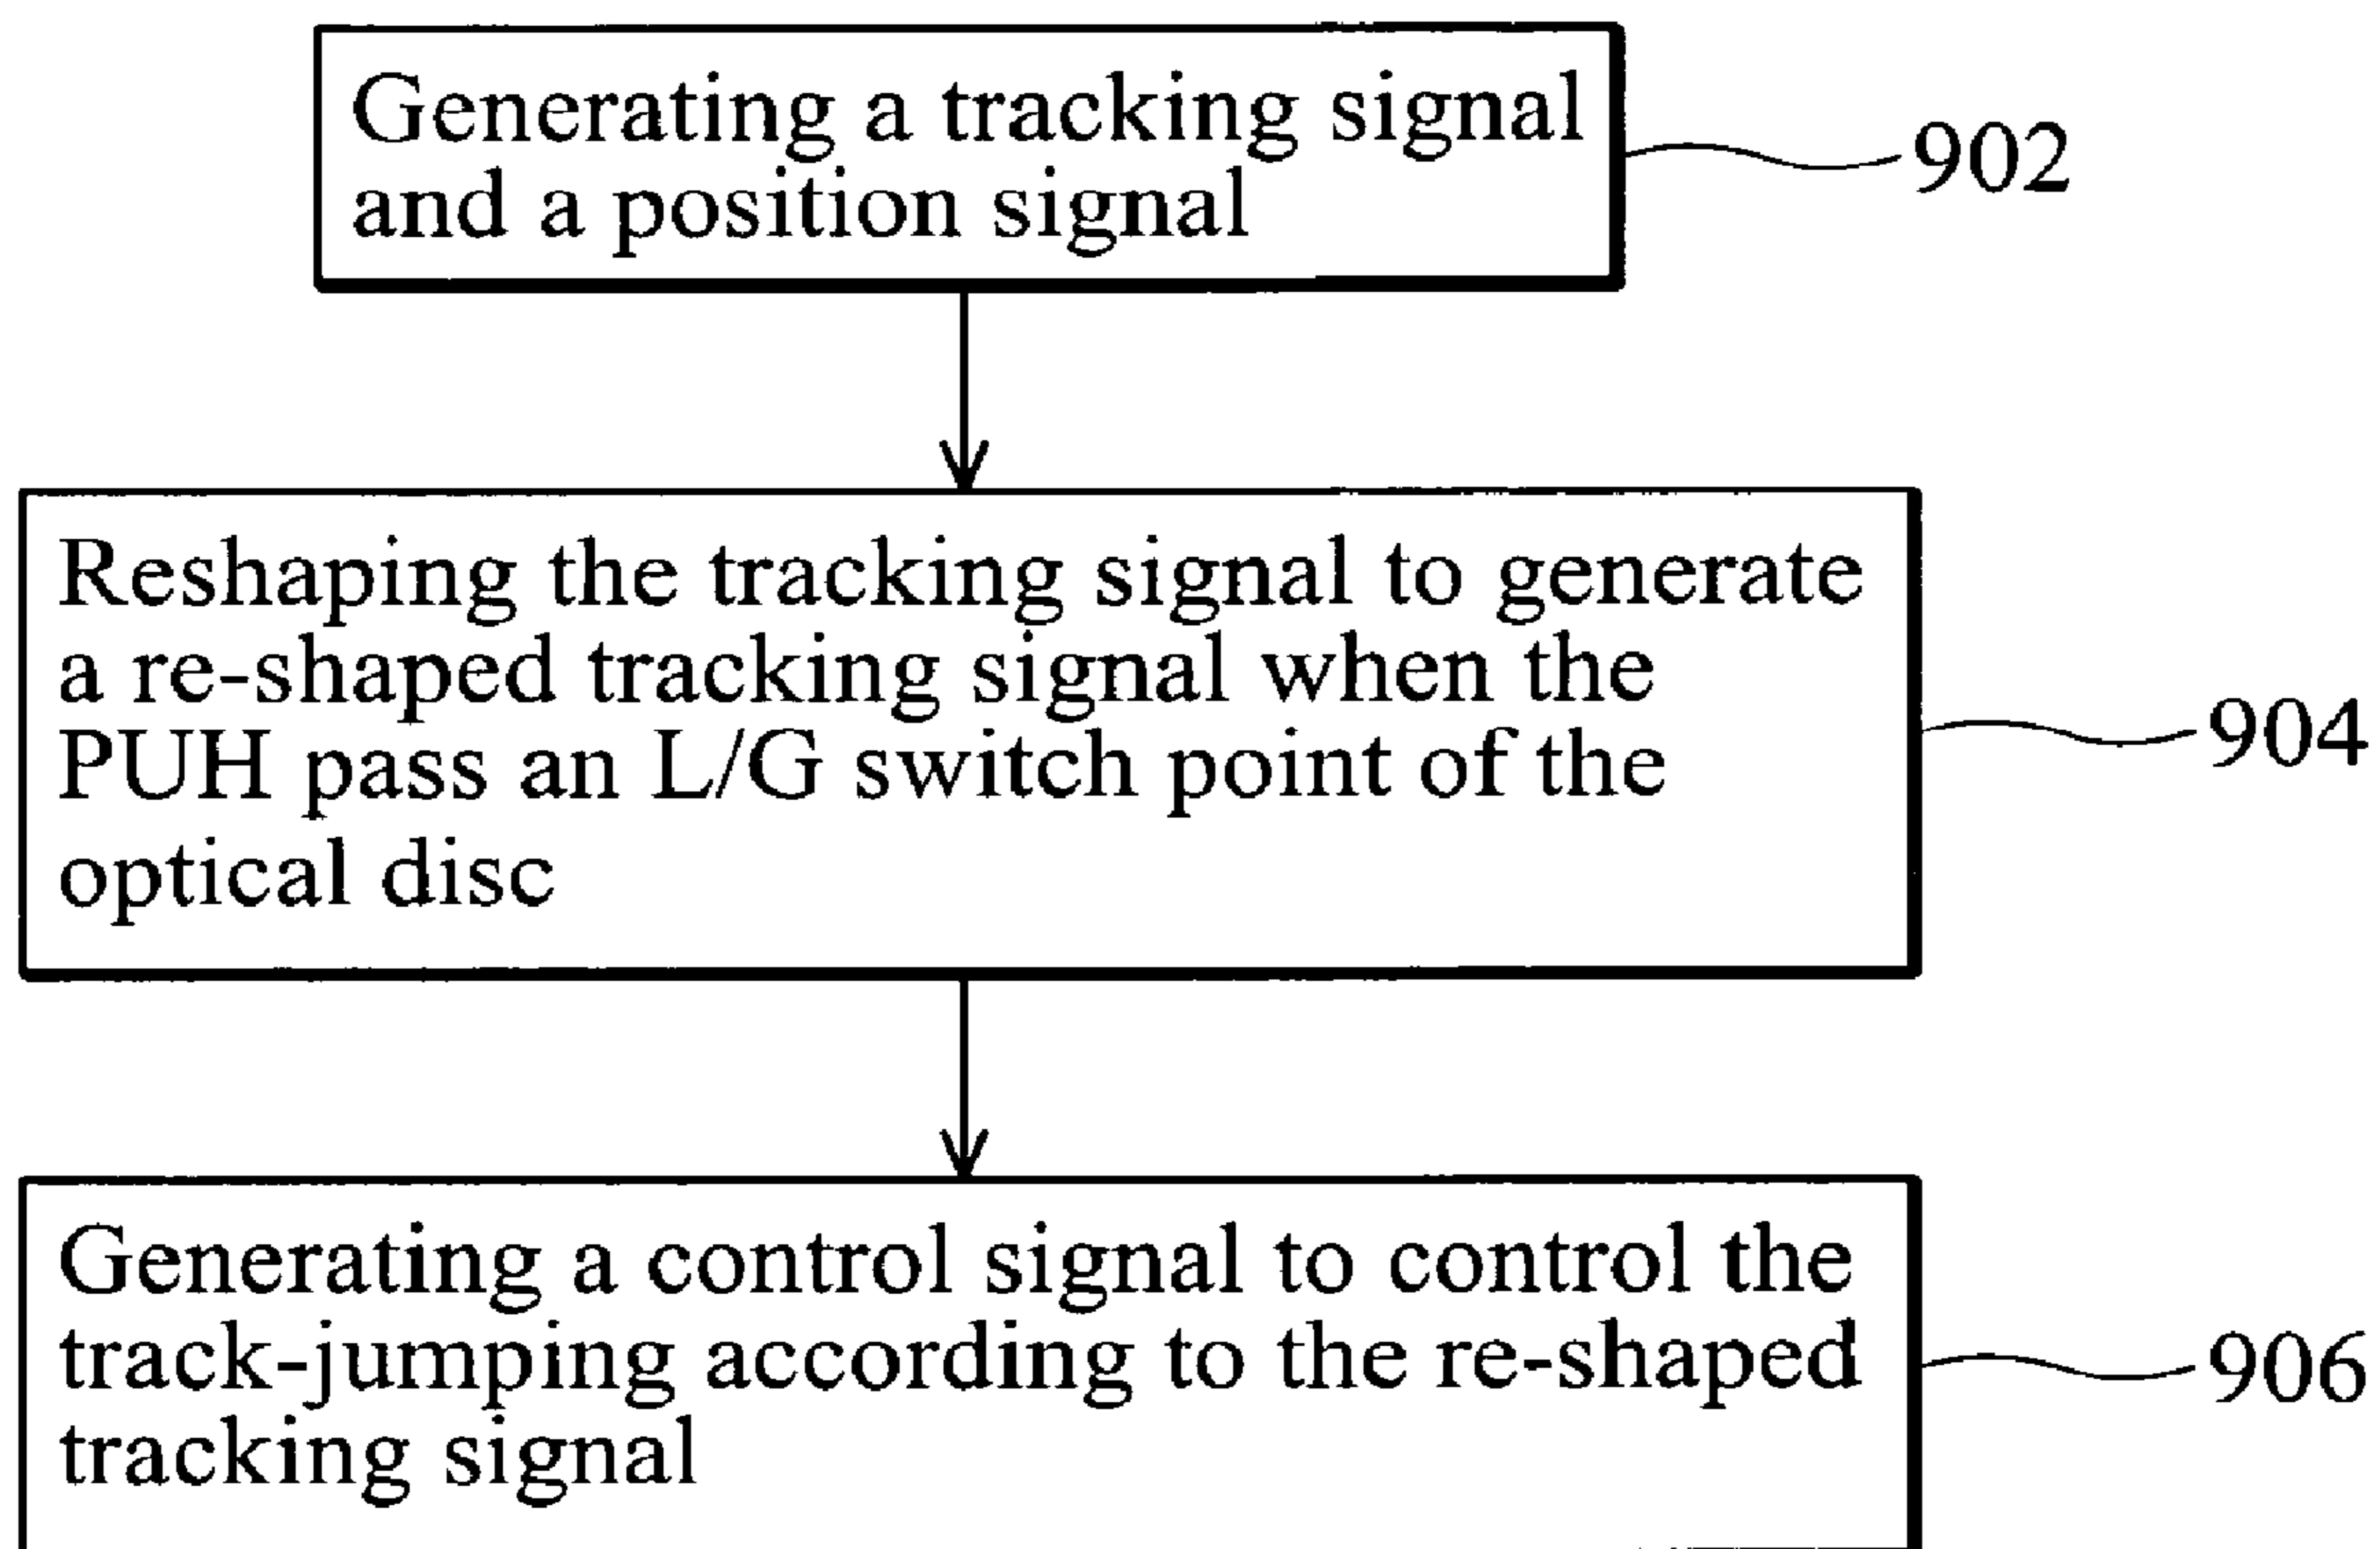 Generating a tracking signal
and a position signal
902
Reshaping the tracking signal to generate
a re-shaped tracking signal when the
PUH pass an L/G switch point of the
optical disc
904
Generating a control signal to control the
track-jumping according to the re-shaped
tracking signal
906